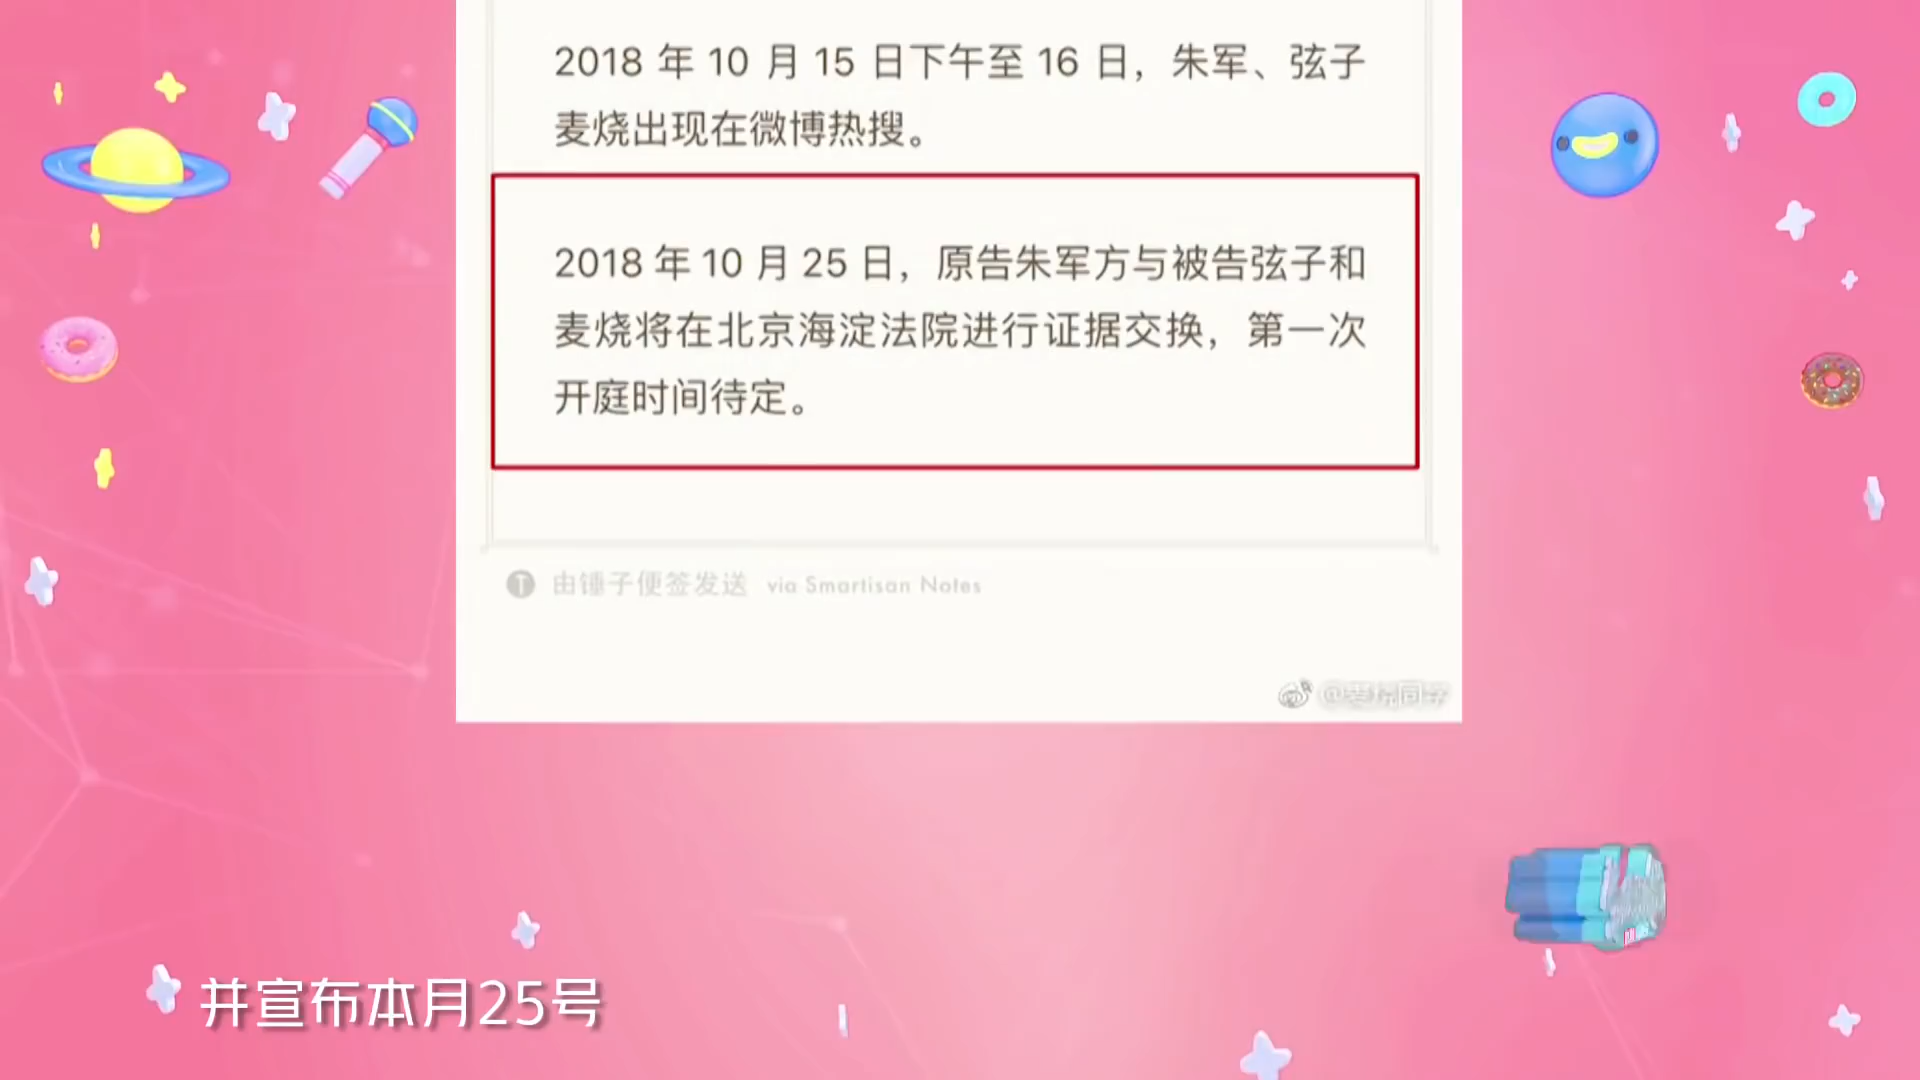 2018 年 10 月 15 日下午至 16 日，朱军、弦子
麦烧出现在微博热搜。
2018 年 10 月 25 日，原告朱军方与被告弦子和
麦烧将在北京海淀法院进行证据交换，第一次
开庭时间待定。
T 由锤子便签发送 via Smartisan Notes
@麦烧同学
并宣布本月25号